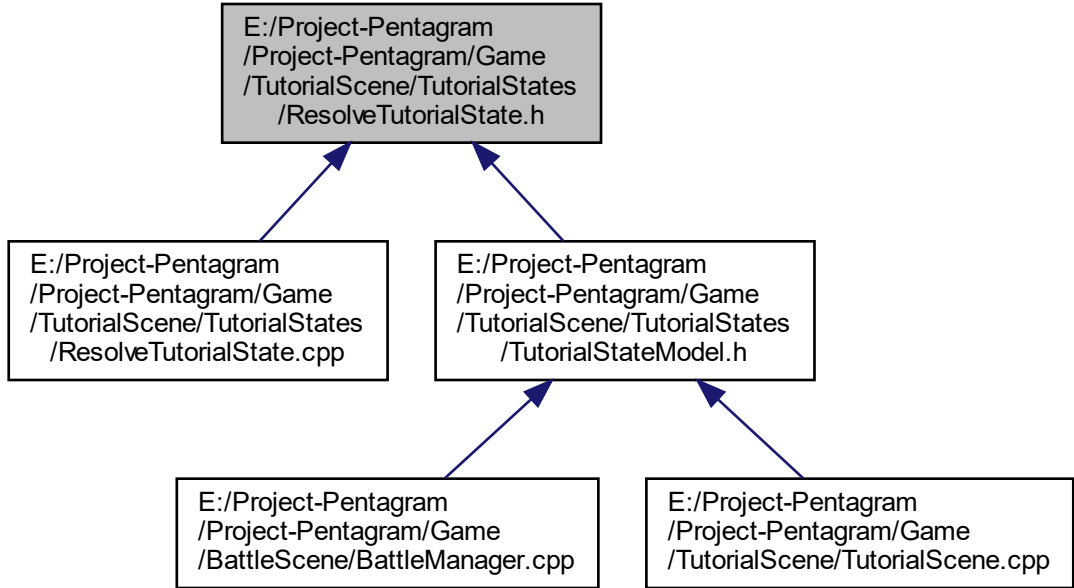 E:/Project-Pentagram
/Project-Pentagram/Game
/TutorialScene/TutorialStates
/ResolveTutorialState.h
E:/Project-Pentagram
/Project-Pentagram/Game
/TutorialScene/TutorialStates
/ResolveTutorialState.cpp
E:/Project-Pentagram
/Project-Pentagram/Game
/TutorialScene/TutorialStates
/TutorialStateModel.h
E:/Project-Pentagram
/Project-Pentagram/Game
/BattleScene/BattleManager.cpp
E:/Project-Pentagram
/Project-Pentagram/Game
/TutorialScene/TutorialScene.cpp